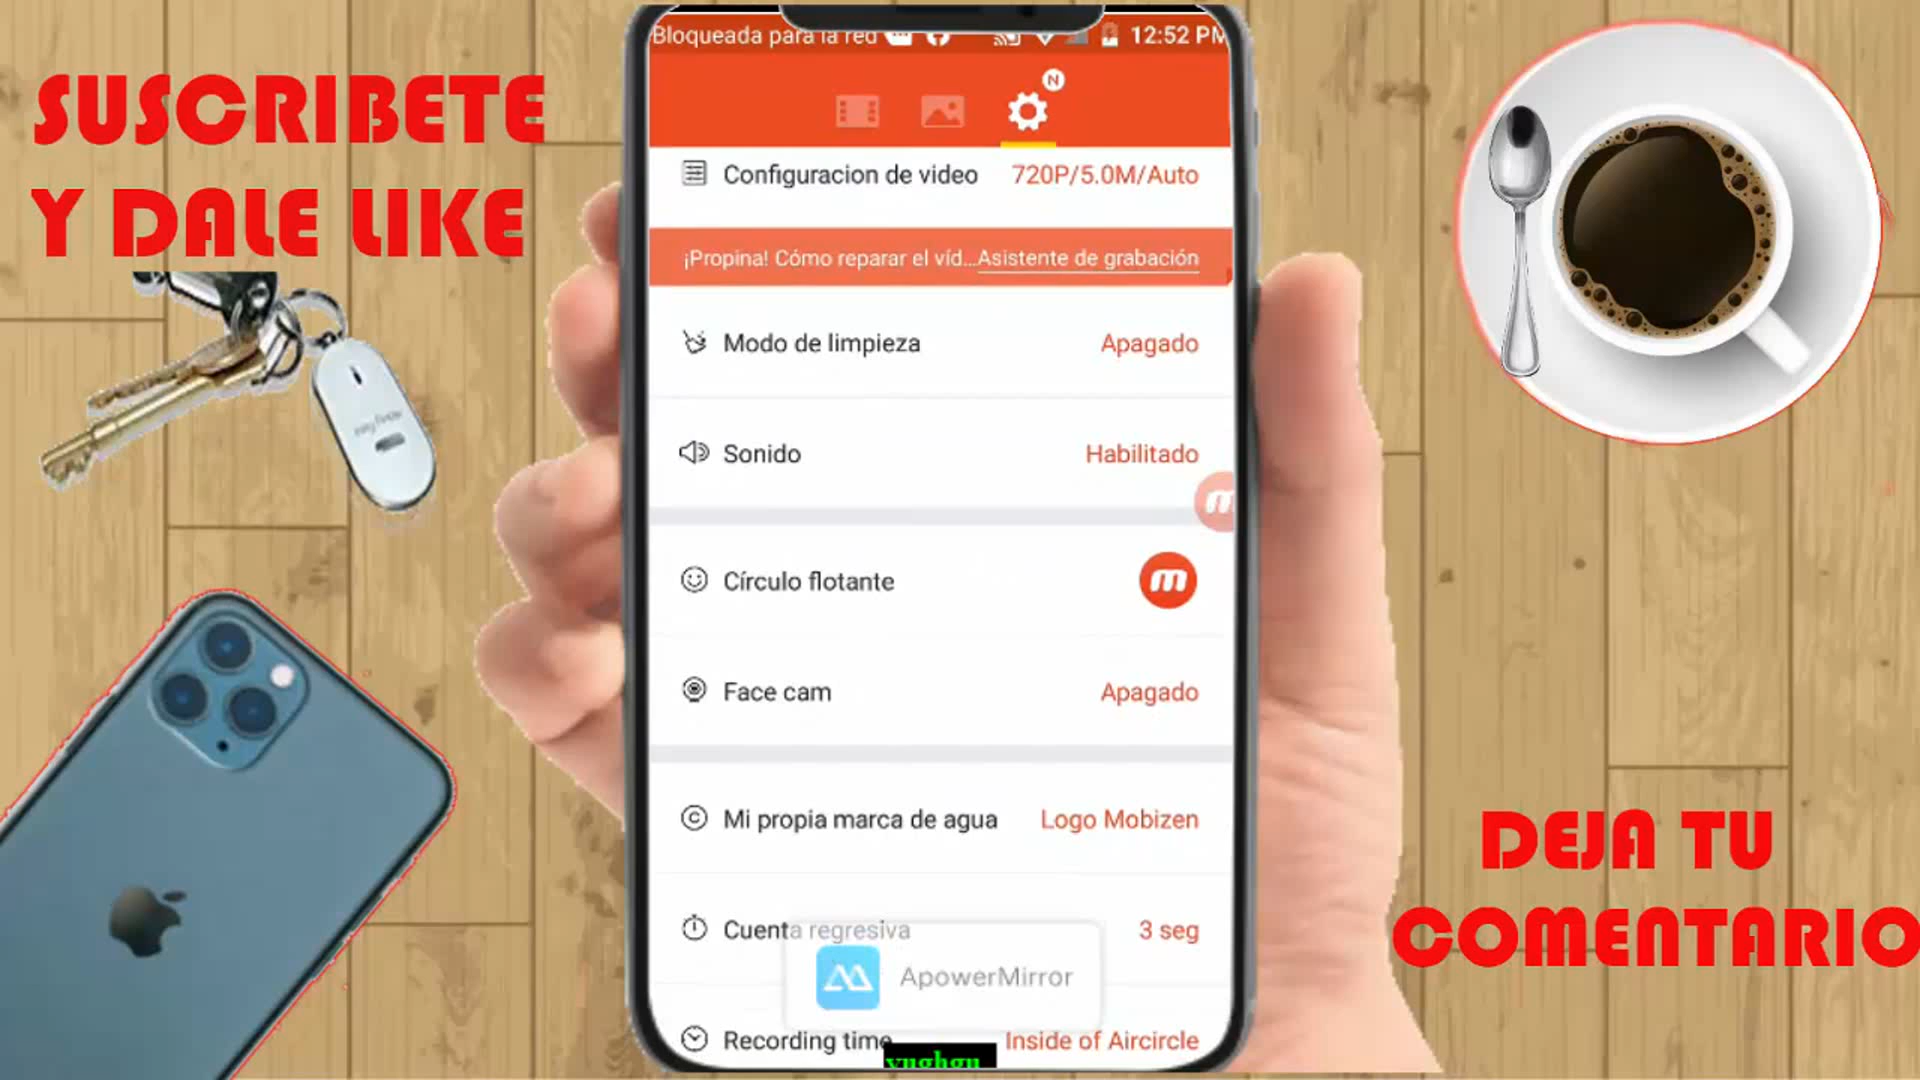 SUSCRIBETE
Y DALE LIKE
Bloqueada para la red
12:52 PM
N
Configuracion de video 720P/5.0M/Auto
¡Propina! Cómo reparar el víd...Asistente de grabación
Modo de limpieza Apagado
Sonido Habilitado
m
Círculo flotante m
Face cam Apagado
Mi propia marca de agua Logo Mobizen
Cuenta regresiva 3 seg
ApowerMirror
Recording time Inside of Aircircle
DEJA TU
COMENTARIO